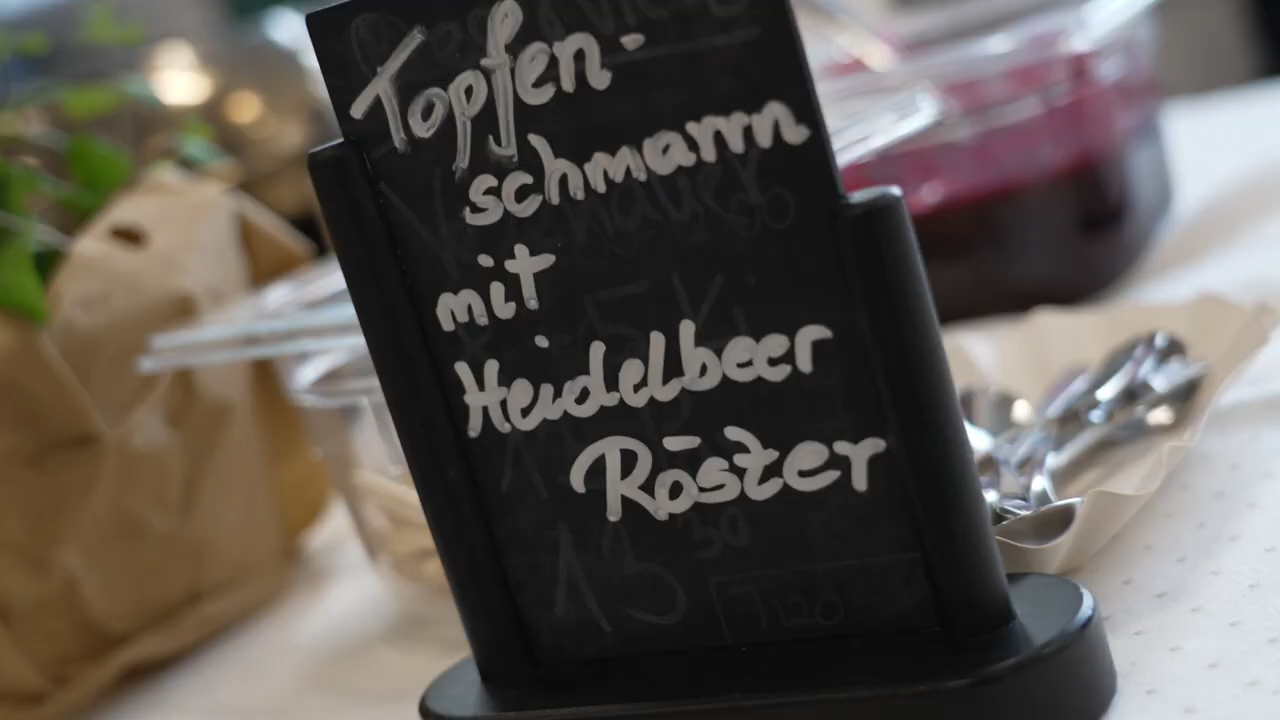 Topfen-
schmarrn
mit
Heidelbeer
Röster